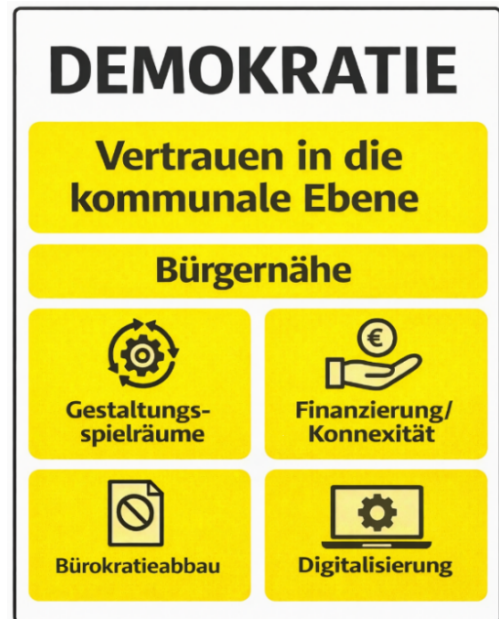 DEMOKRATIE
Vertrauen in die
kommunale Ebene
Bürgernähe
Gestaltungs-
spielräume
€
Finanzierung/
Konnexität
Bürokratieabbau
Digitalisierung